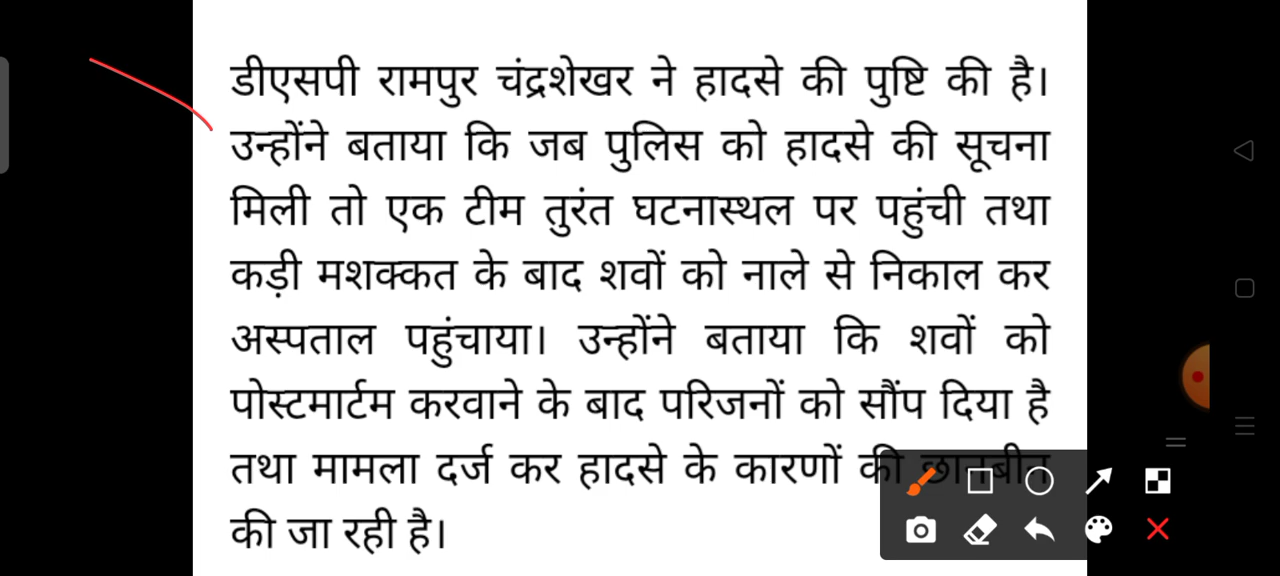 डीएसपी रामपुर चंद्रशेखर ने हादसे की पुष्टि की है।
उन्होंने बताया कि जब पुलिस को हादसे की सूचना
मिली तो एक टीम तुरंत घटनास्थल पर पहुंची तथा
कड़ी मशक्कत के बाद शवों को नाले से निकाल कर
अस्पताल पहुंचाया। उन्होंने बताया कि शवों को
पोस्टमार्टम करवाने के बाद परिजनों को सौंप दिया है
तथा मामला दर्ज कर हादसे के कारणों की छानबीन
की जा रही है।